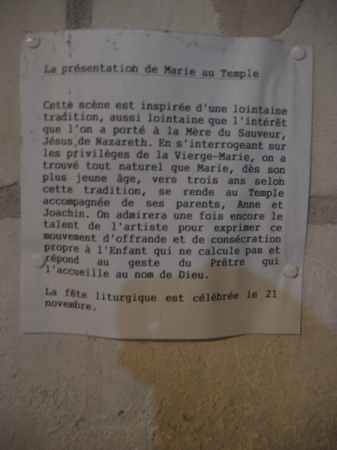 La présentation de Marie au Temple
Cette scène est inspirée d'une lointaine
tradition, aussi lointaine que l'intérêt
que l'on a porté à la Mère du Sauveur,
Jésus de Nazareth. En s'interrogeant sur
les privilèges de la Vierge-Marie, on a
trouvé tout naturel que Marie, dès son
plus jeune âge, vers trois ans selon
cette tradition, se rende au Temple
accompagnée de ses parents, Anne et
Joachin. On admirera une fois encore le
talent de l'artiste pour exprimer ce
mouvement d'offrande et de consécration
propre à l'Enfant qui ne calcule pas et
répond au geste du Prêtre qui
l'accueille au nom de Dieu.
La fête liturgique est célébrée le 21
novembre.